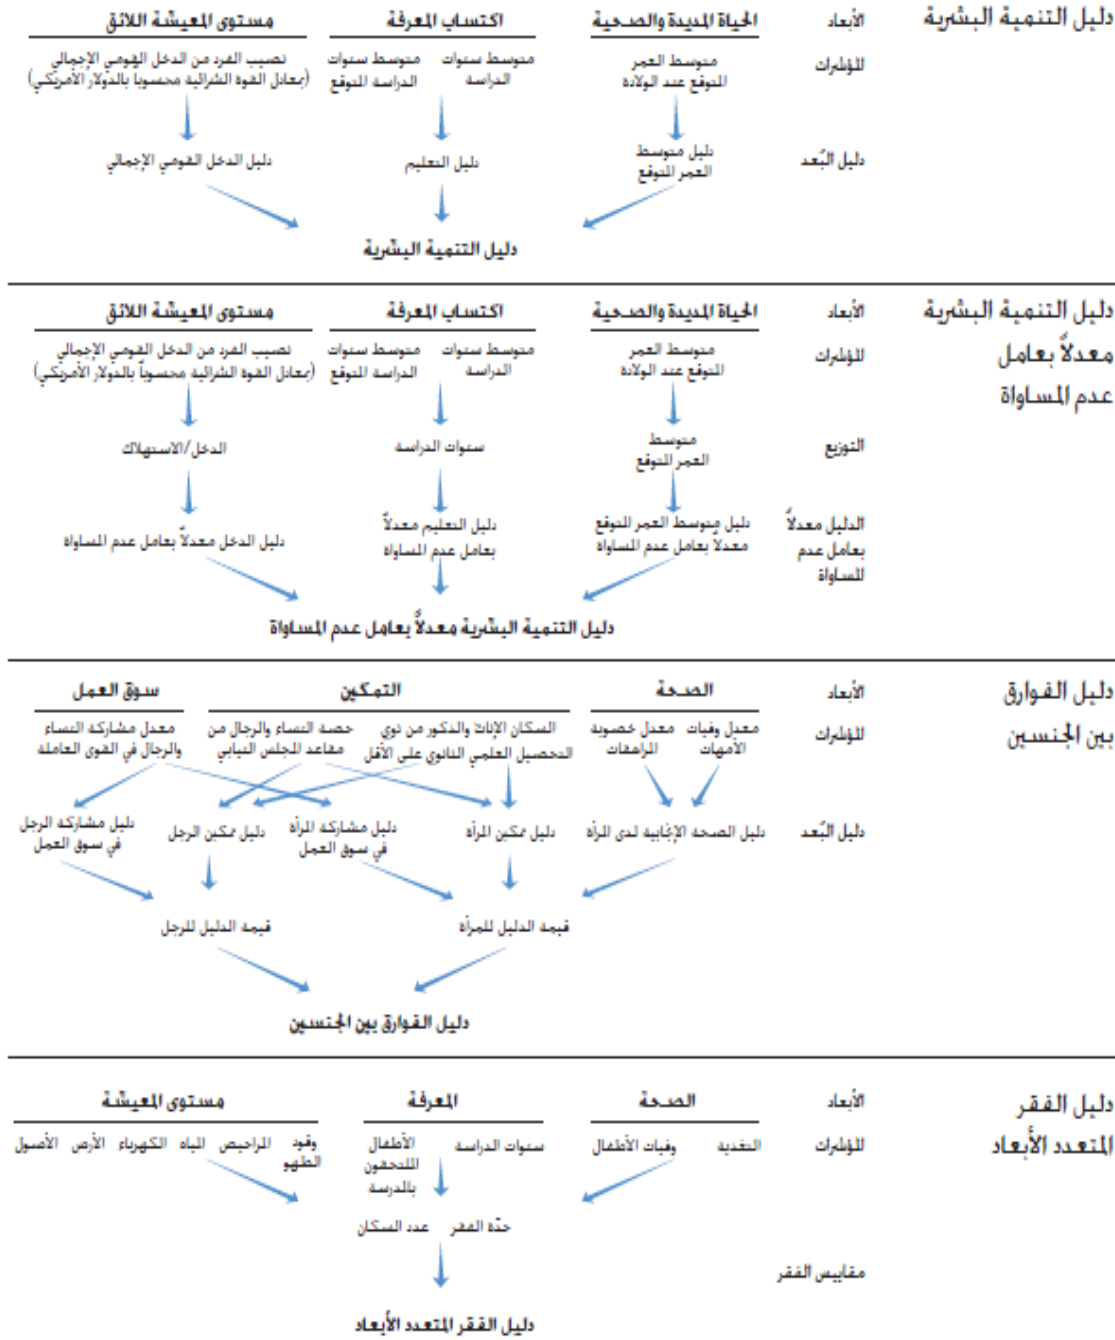 دليل التنمية البشرية
الأبعاد
الحياة المديدة والصحية
اكتساب المعرفة
مستوى المعيشة اللائق
المؤشرات
متوسط العمر
المتوقع عند الولادة
متوسط سنوات
الدراسة
متوسط سنوات
الدراسة المتوقع
نصيب الفرد من الدخل القومي الإجمالي
(بمعادل القوة الشرائية محسوبا بالدولار الأمريكي)
دليل البُعد
دليل متوسط
العمر المتوقع
دليل التعليم
دليل الدخل القومي الإجمالي
دليل التنمية البشرية
دليل التنمية البشرية
معدلاً بعامل
عدم المساواة
الأبعاد
الحياة المديدة والصحية
اكتساب المعرفة
مستوى المعيشة اللائق
المؤشرات
متوسط العمر
المتوقع عند الولادة
متوسط سنوات
الدراسة
متوسط سنوات
الدراسة المتوقع
نصيب الفرد من الدخل القومي الإجمالي
(بمعادل القوة الشرائية محسوباً بالدولار الأمريكي)
التوزيع
متوسط
العمر المتوقع
سنوات الدراسة
الدخل/الاستهلاك
الدليل معدلاً
بعامل عدم
المساواة
دليل متوسط العمر المتوقع
معدلاً بعامل عدم المساواة
دليل التعليم معدلاً
بعامل عدم المساواة
دليل الدخل معدلاً بعامل عدم المساواة
دليل التنمية البشرية معدلاً بعامل عدم المساواة
دليل الفوارق
بين الجنسين
الأبعاد
الصحة
التمكين
سوق العمل
المؤشرات
معدل وفيات
الأمهات
معدل خصوبة
المراهقات
السكان الإناث والذكور من ذوي
التحصيل العلمي الثانوي على الأقل
حصة النساء والرجال من
مقاعد المجلس النيابي
معدل مشاركة النساء
والرجال في القوى العاملة
دليل البُعد
دليل الصحة الإنجابية لدى المرأة
دليل تمكين المرأة
دليل مشاركة المرأة
في سوق العمل
دليل تمكين الرجل
دليل مشاركة الرجل
في سوق العمل
قيمة الدليل للمرأة
قيمة الدليل للرجل
دليل الفوارق بين الجنسين
دليل الفقر
المتعدد الأبعاد
الأبعاد
الصحة
المعرفة
مستوى المعيشة
المؤشرات
التغذية
وفيات الأطفال
سنوات الدراسة
الأطفال
الملتحقون
بالدرسة
وقود
الطهو
المراحيض
المياه
الكهرباء
الأرض
الأصول
حدّة الفقر
عدد السكان
مقاييس الفقر
دليل الفقر المتعدد الأبعاد